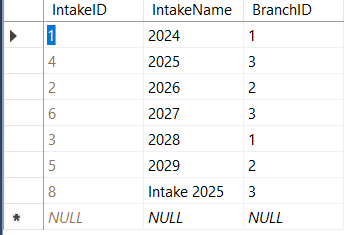 IntakeID IntakeName BranchID
1 2024 1
4 2025 3
2 2026 2
6 2027 3
3 2028 1
5 2029 2
8 Intake 2025 3
* NULL NULL NULL